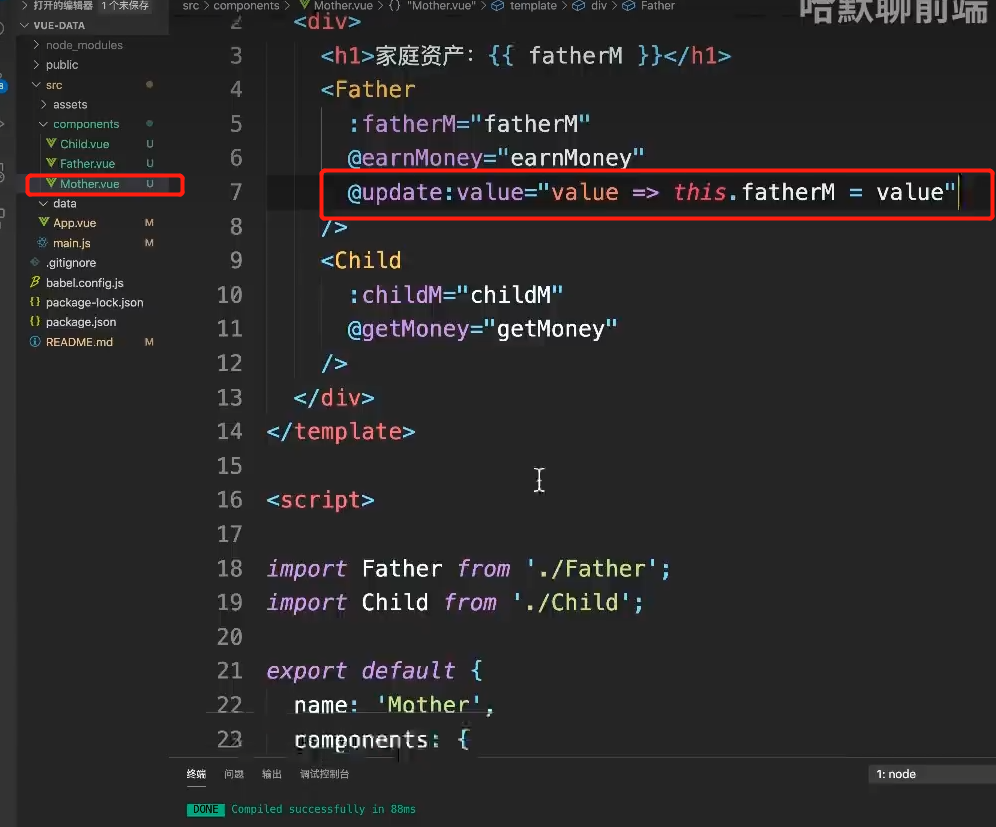 打开的编辑器 1个未保存
src > components > Mother.vue > {} "Mother.vue" > template > div > Father
哈默聊前端
VUE-DATA
node_modules
public
src
assets
components
Child.vue U
Father.vue U
Mother.vue U
data
App.vue M
main.js M
.gitignore
babel.config.js
package-lock.json
package.json
README.md M
2 <div>
3 <h1>家庭资产：{{ fatherM }}</h1>
4 <Father
5 :fatherM="fatherM"
6 @earnMoney="earnMoney"
7 @update:value="value => this.fatherM = value"
8 />
9 <Child
10 :childM="childM"
11 @getMoney="getMoney"
12 />
13 </div>
14 </template>
15
16 <script>
17
18 import Father from './Father';
19 import Child from './Child';
20
21 export default {
22 name: 'Mother',
23 components: {
终端 问题 输出 调试控制台
1: node
DONE Compiled successfully in 88ms